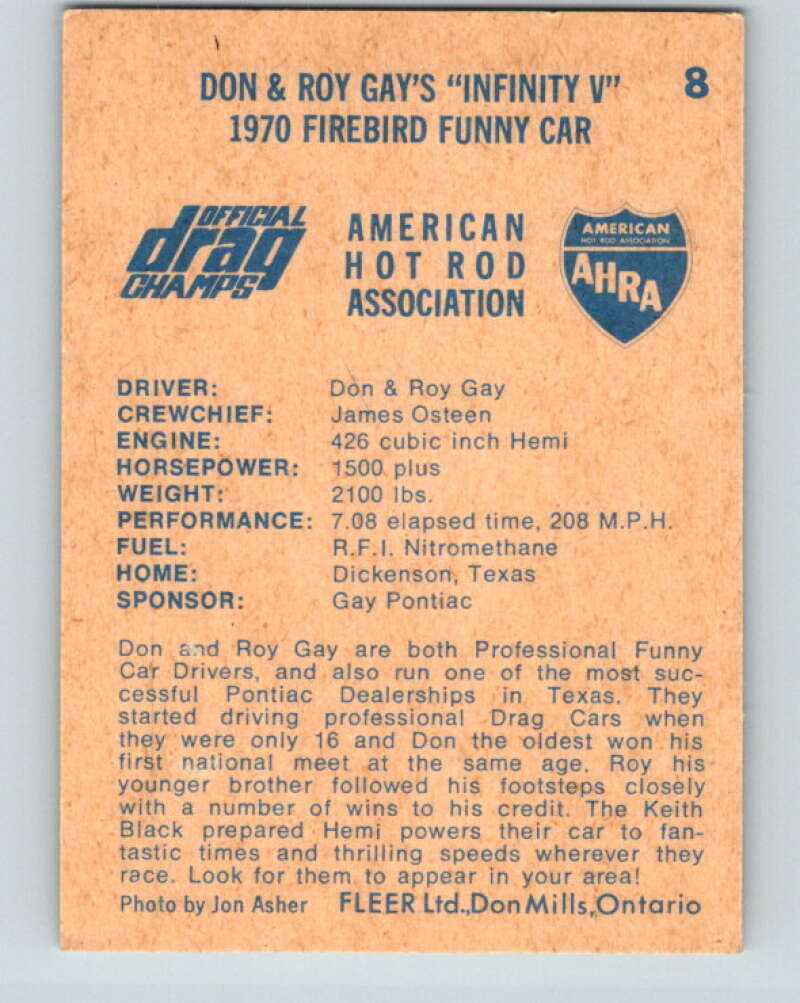 DON & ROY GAY'S "INFINITY V" 8
1970 FIREBIRD FUNNY CAR
OFFICIAL
drag
CHAMPS
AMERICAN
HOT ROD
ASSOCIATION
AMERICAN
HOT ROD ASSOCIATION
AHRA
DRIVER: Don & Roy Gay
CREWCHIEF: James Osteen
ENGINE: 426 cubic inch Hemi
HORSEPOWER: 1500 plus
WEIGHT: 2100 lbs.
PERFORMANCE: 7.08 elapsed time, 208 M.P.H.
FUEL: R.F.I. Nitromethane
HOME: Dickenson, Texas
SPONSOR: Gay Pontiac
Don and Roy Gay are both Professional Funny
Car Drivers, and also run one of the most suc-
cessful Pontiac Dealerships in Texas. They
started driving professional Drag Cars when
they were only 16 and Don the oldest won his
first national meet at the same age. Roy his
younger brother followed his footsteps closely
with a number of wins to his credit. The Keith
Black prepared Hemi powers their car to fan-
tastic times and thrilling speeds wherever they
race. Look for them to appear in your area!
Photo by Jon Asher FLEER Ltd., Don Mills, Ontario